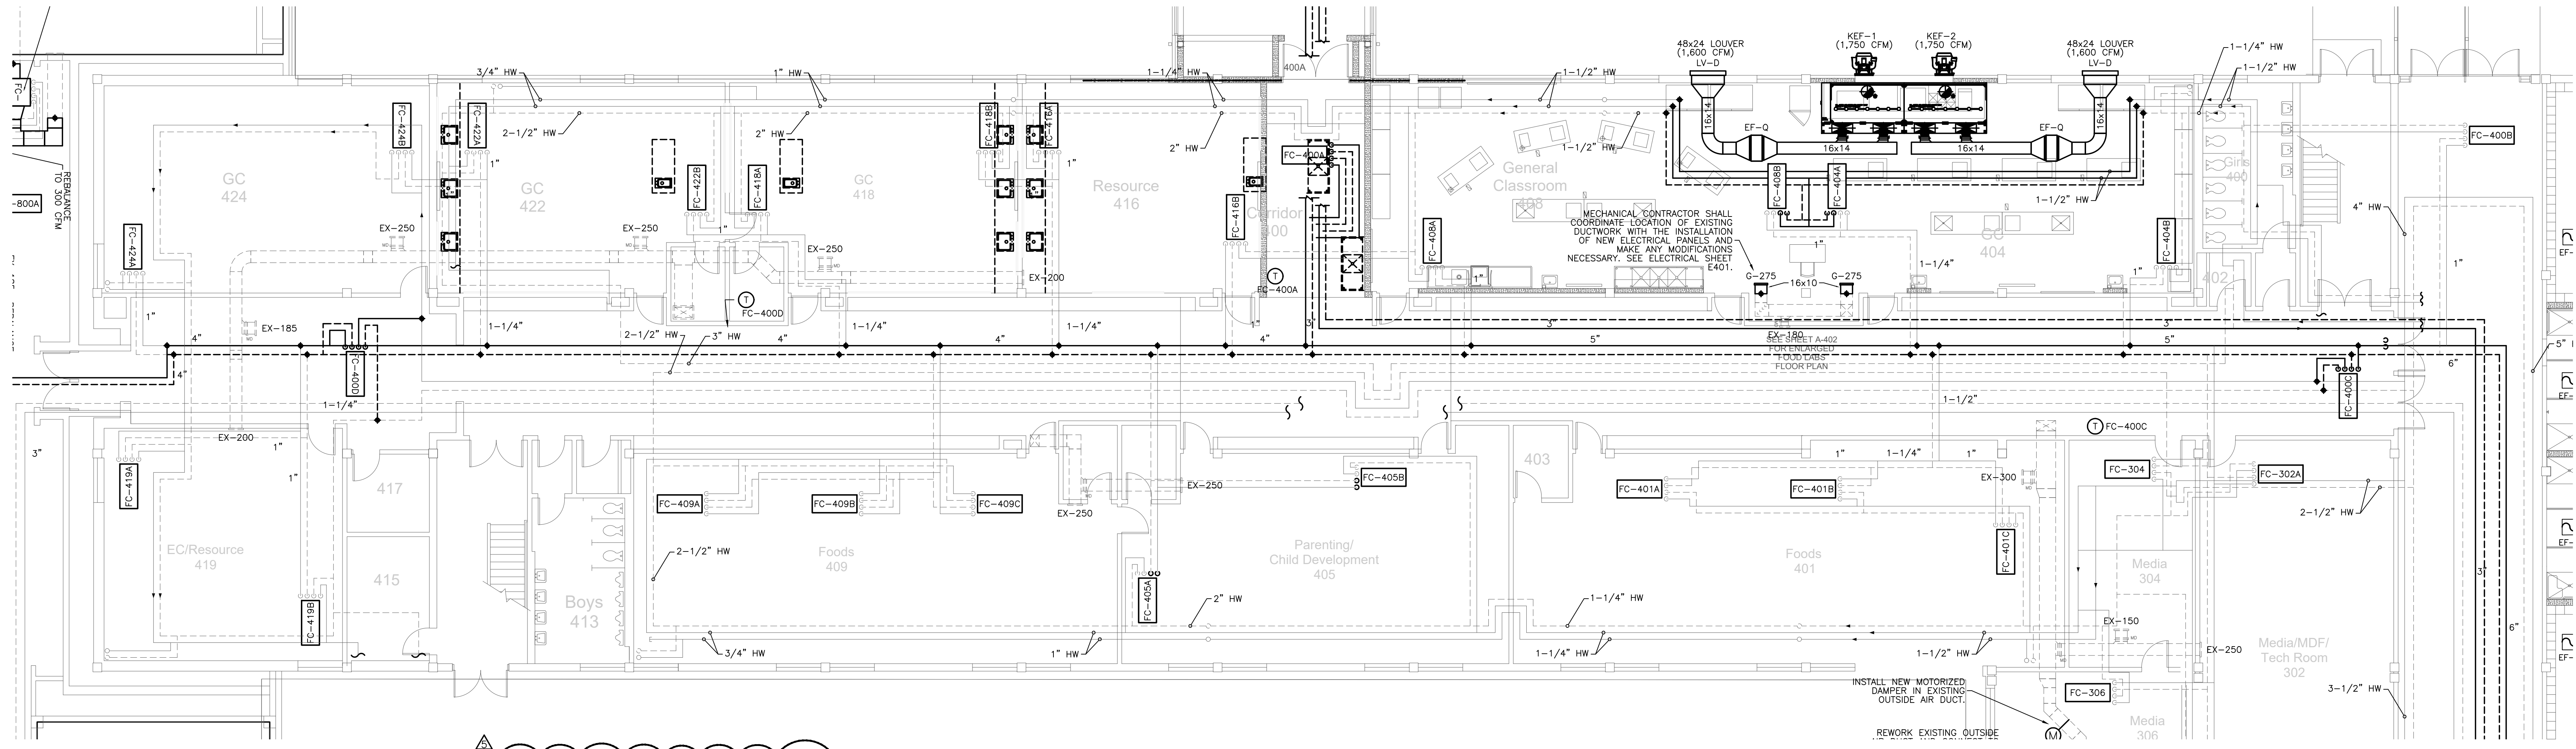 48x24 LOUVER
(1,600 CFM)
LV-D
KEF-1
(1,750 CFM)
KEF-2
(1,750 CFM)
48x24 LOUVER
(1,600 CFM)
LV-D
1-1/4" HW
1-1/2" HW
3/4" HW
1" HW
1-1/4" HW
400A
1-1/2" HW
2-1/2" HW
2" HW
2" HW
1-1/2" HW
16x14
16x14
EF-Q
EF-Q
16x14
16x14
FC-424B
FC-422A
FC-418B
FC-416A
FC-400A
FC-400B
REBALANCE
TO 300 CFM
-800A
GC
424
GC
422
GC
418
Resource
416
Corridor
400
General
Classroom
408
Girls
400
FC-422B
FC-418A
FC-416B
FC-408B
FC-404A
1"
1"
1"
1"
1-1/2" HW
4" HW
MECHANICAL CONTRACTOR SHALL
COORDINATE LOCATION OF EXISTING
DUCTWORK WITH THE INSTALLATION
OF NEW ELECTRICAL PANELS AND
MAKE ANY MODIFICATIONS
NECESSARY. SEE ELECTRICAL SHEET
E401.
EX-250
EX-250
EX-250
EX-200
FC-424A
FC-408A
FC-404B
GC
404
402
1"
1"
1-1/4"
1"
1"
G-275
G-275
16x10
T
FC-400A
T
FC-400D
EX-185
1"
4"
1-1/4"
2-1/2" HW
3" HW
1-1/4"
4"
1-1/4"
4"
1"
4"
3"
3"
5"
EX-180
3"
5"
SEE SHEET A-402
FOR ENLARGED
FOOD LABS
FLOOR PLAN
4"
FC-400D
1-1/4"
FC-400C
6"
1-1/2"
T
FC-400C
EX-200
3"
1"
1"
FC-419A
417
403
FC-409A
FC-409B
FC-409C
EX-250
EX-250
FC-405B
FC-401A
FC-401B
1"
1-1/4"
1"
EX-300
FC-304
FC-302A
2-1/2" HW
FC-401C
EC/Resource
419
415
FC-419B
Boys
413
2-1/2" HW
Foods
409
Parenting/
Child Development
405
FC-405A
2" HW
Foods
401
1-1/4" HW
Media
304
3"
6"
EX-150
EX-250
Media/MDF/
Tech Room
302
3/4" HW
1" HW
1-1/4" HW
1-1/2" HW
INSTALL NEW MOTORIZED
DAMPER IN EXISTING
OUTSIDE AIR DUCT.
FC-306
3-1/2" HW
Media
306
REWORK EXISTING OUTSIDE
M
5